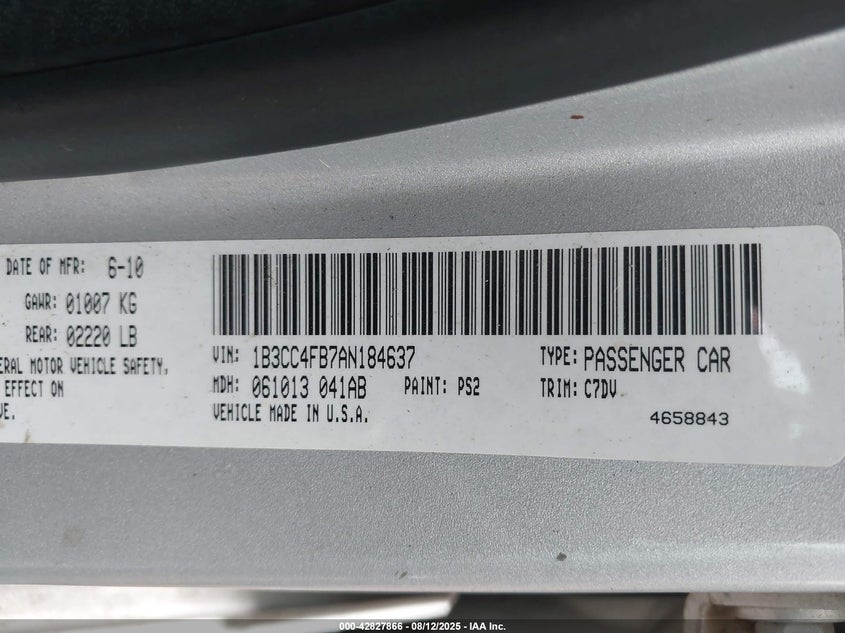 DATE OF MFR: 6-10
GAWR: 01007 KG
REAR: 02220 LB
ERAL MOTOR VEHICLE SAFETY,
EFFECT ON
VE.
VIN: 1B3CC4FB7AN184637 TYPE: PASSENGER CAR
MDH: 061013 041AB PAINT: PS2 TRIM: C7DV
VEHICLE MADE IN U.S.A.
4658843
000-42827866 - 08/12/2025 - IAA Inc.